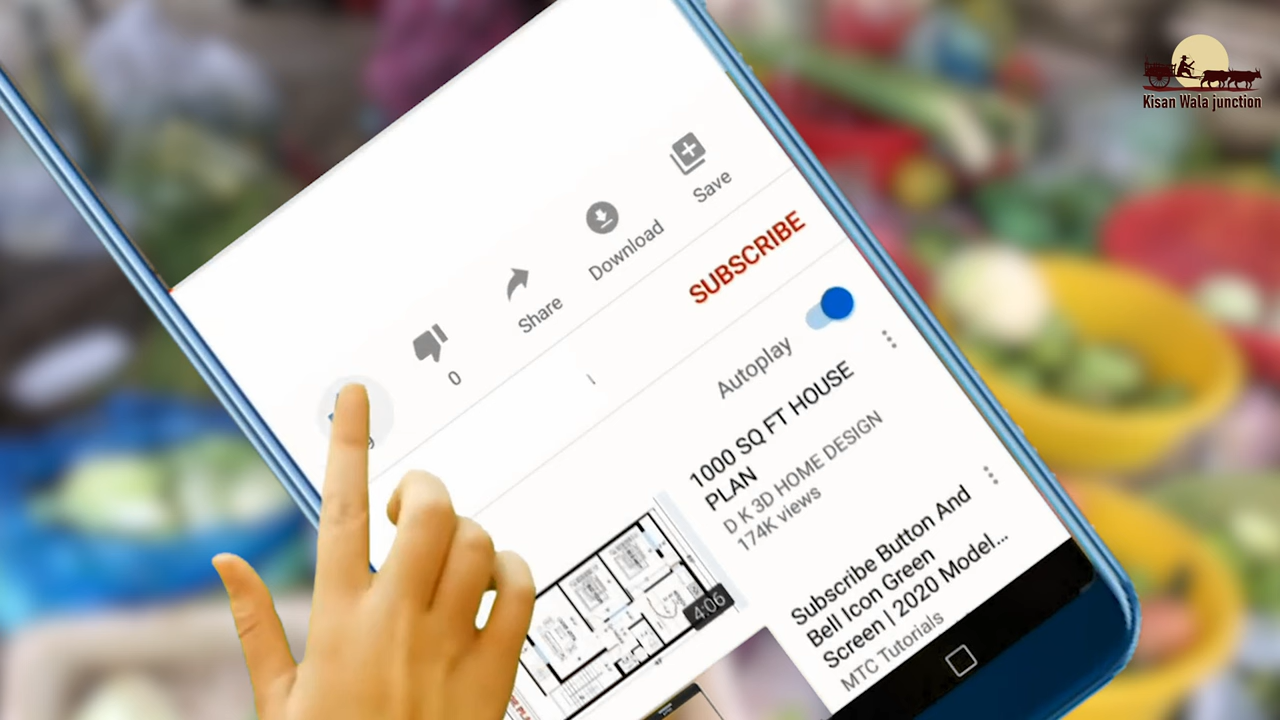 Kisan Wala junction
Save
Download
Share
0
SUBSCRIBE
Autoplay
1000 SQ FT HOUSE
PLAN
D K 3D HOME DESIGN
174K views
4:06
Subscribe Button And
Bell Icon Green
Screen | 2020 Model...
MTC Tutorials